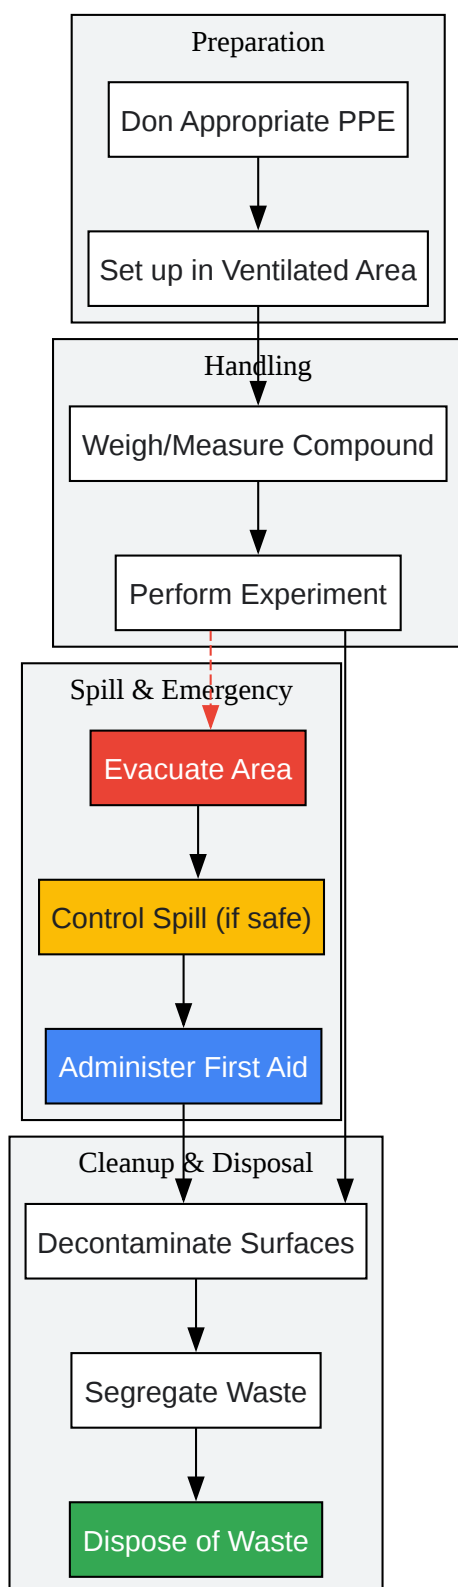 Preparation
Don Appropriate PPE
Set up in Ventilated Area
Handling
Weigh/Measure Compound
Perform Experiment
Spill & Emergency
Evacuate Area
Control Spill (if safe)
Administer First Aid
Cleanup & Disposal
Decontaminate Surfaces
Segregate Waste
Dispose of Waste